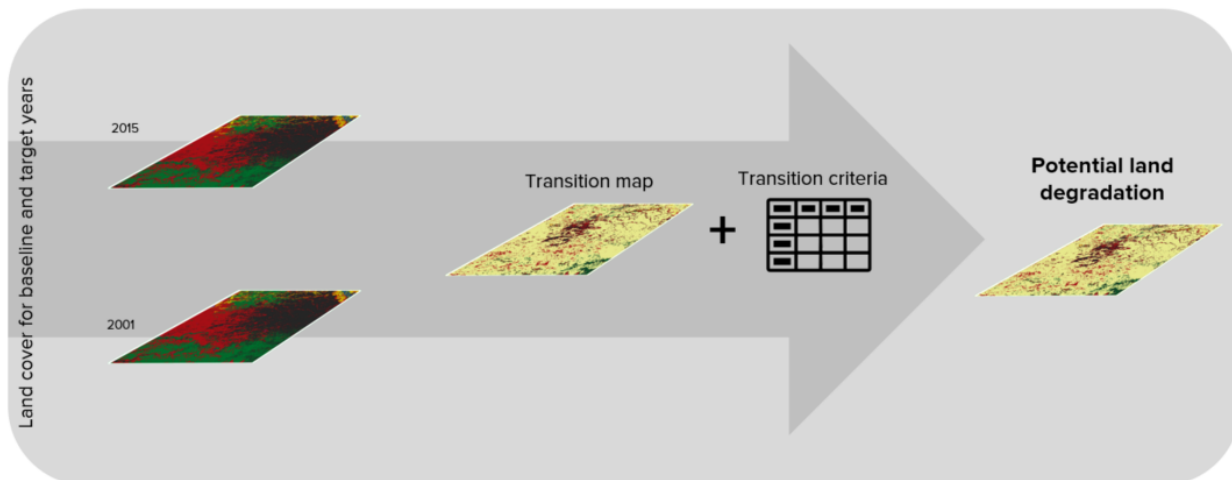 Land cover for baseline and target years
2015
2001
Transition map
Transition criteria
Potential land
degradation